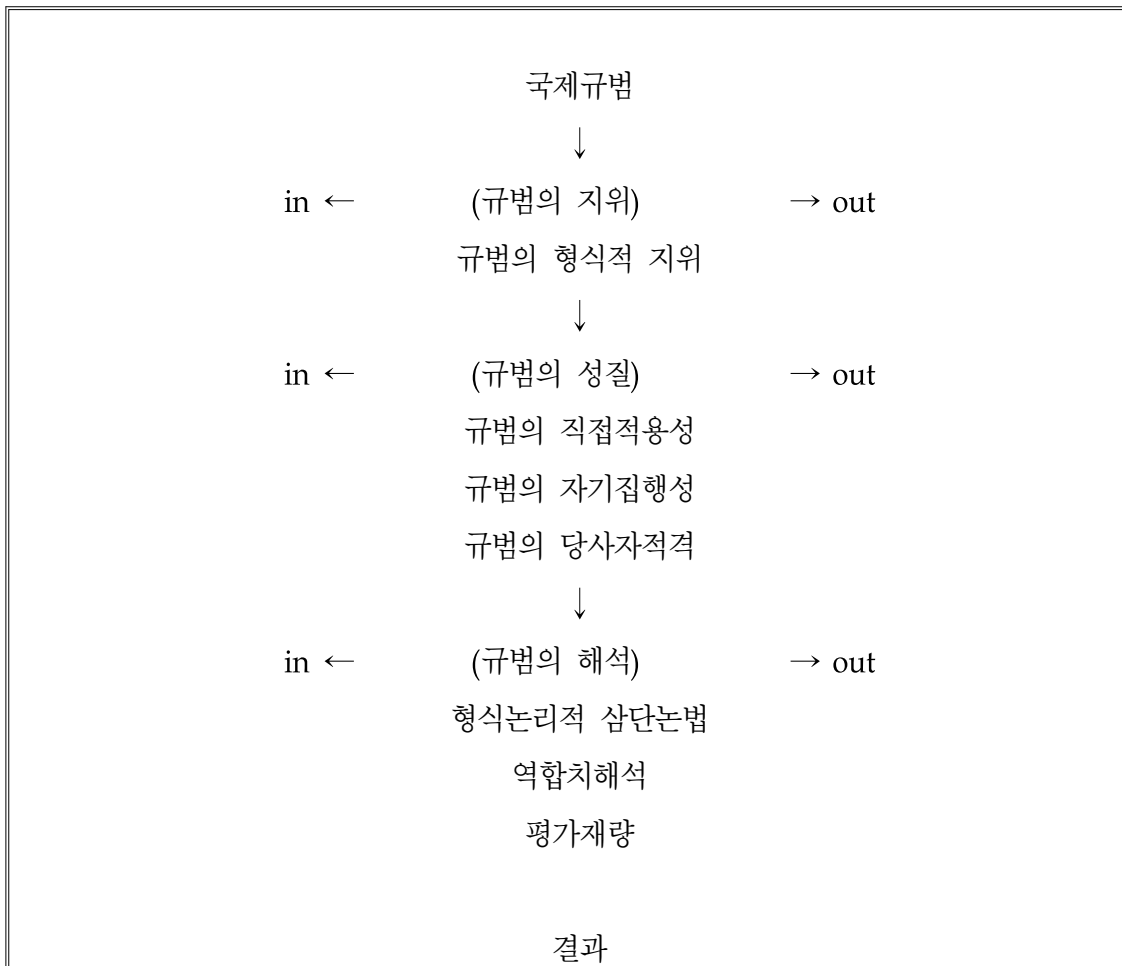 국제규범
↓
in ← (규범의 지위) → out
규범의 형식적 지위
↓
in ← (규범의 성질) → out
규범의 직접적용성
규범의 자기집행성
규범의 당사자적격
↓
in ← (규범의 해석) → out
형식논리적 삼단논법
역합치해석
평가재량
결과